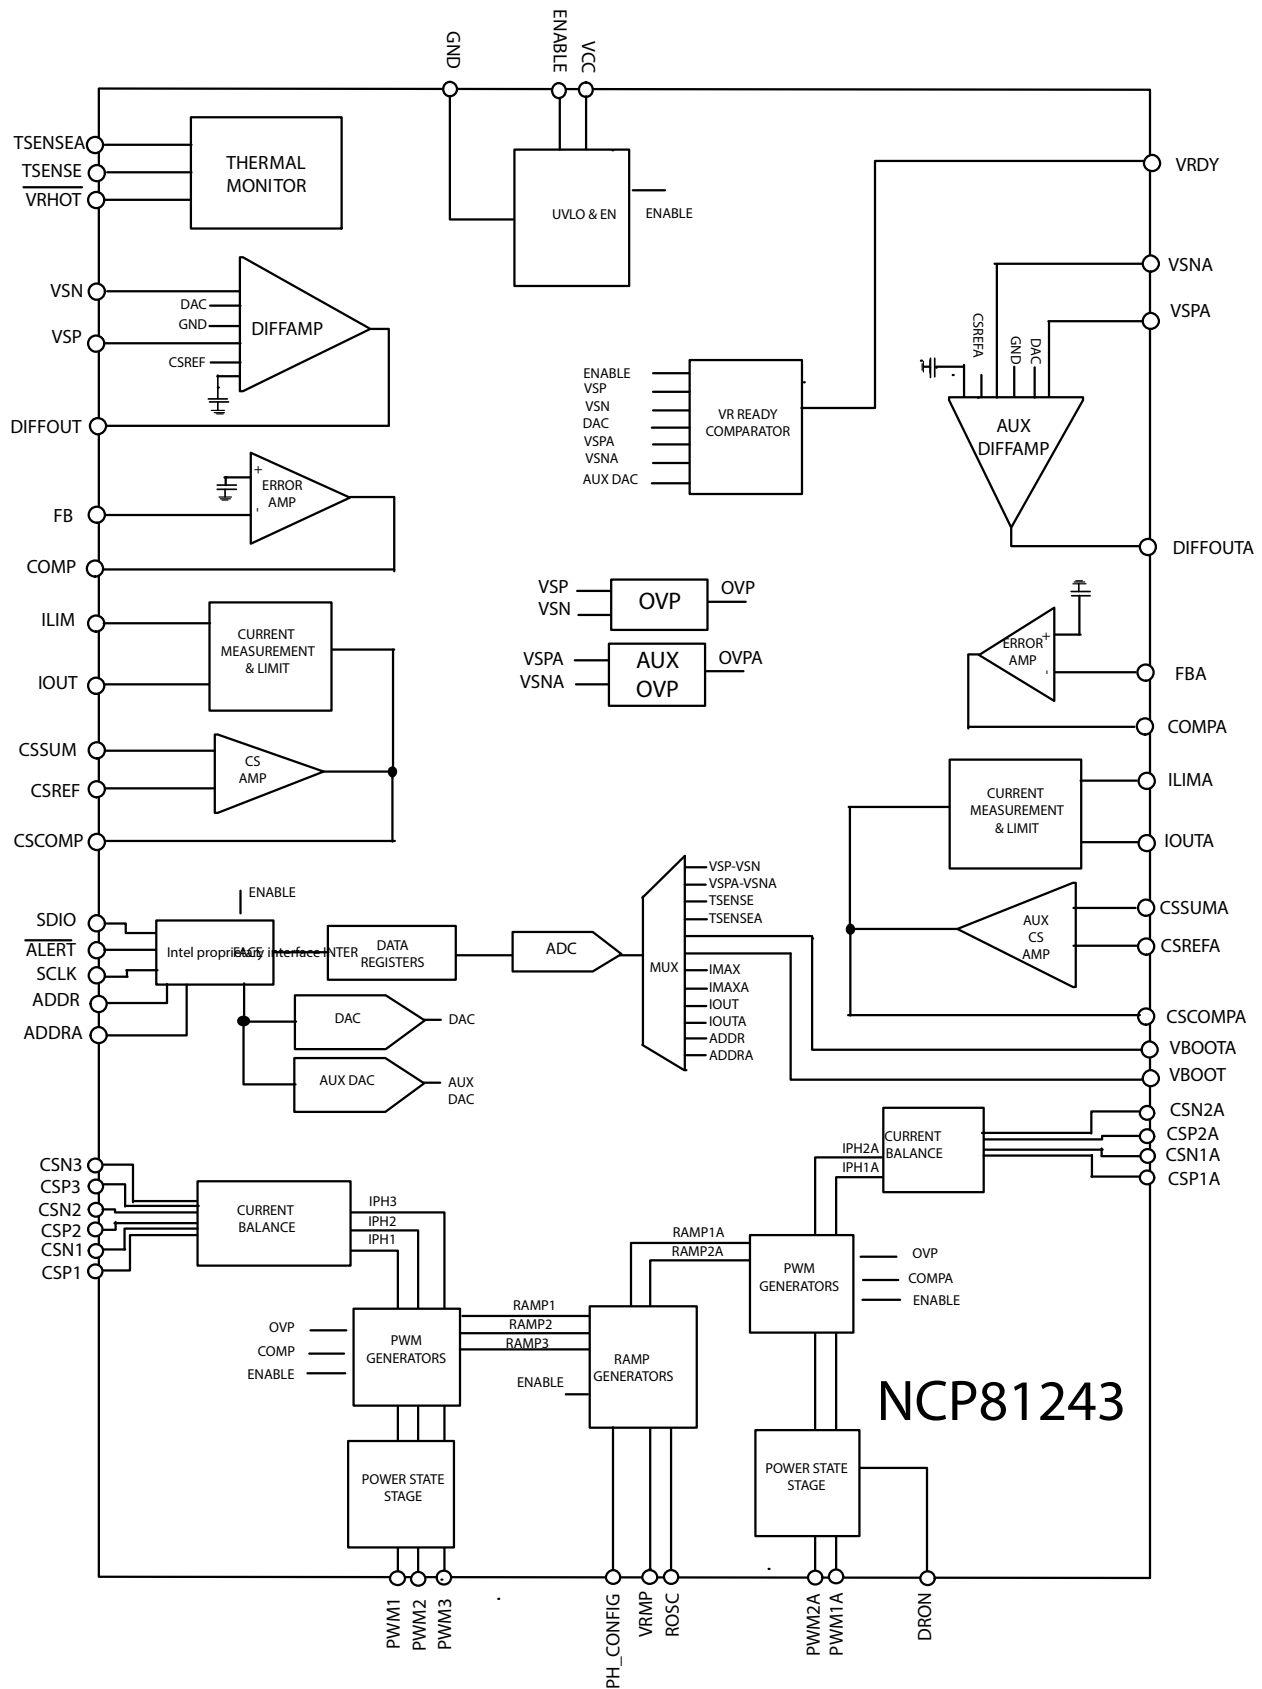 GND
ENABLE
VCC
TSENSEA
TSENSE
VRHOT
THERMAL
MONITOR
UVLO & EN
ENABLE
VRDY
VSN
DAC
GND
VSP
CSREF
DIFFAMP
DIFFOUT
VSNA
VSPA
CSREFA
GND
DAC
AUX
DIFFAMP
DIFFOUTA
ENABLE
VSP
VSN
DAC
VSPA
VSNA
AUX DAC
VR READY
COMPARATOR
+
ERROR
AMP
-
FB
COMP
VSP
VSN
OVP
OVP
VSPA
VSNA
AUX
OVP
OVPA
ERROR
AMP
+
-
FBA
COMPA
ILIM
IOUT
CURRENT
MEASUREMENT
& LIMIT
CSSUM
CSREF
CS
AMP
CSCOMP
CURRENT
MEASUREMENT
& LIMIT
ILIMA
IOUTA
AUX
CS
AMP
CSSUMA
CSREFA
CSCOMPA
VBOOTA
VBOOT
ENABLE
SDIO
ALERT
SCLK
ADDR
ADDRA
Intel proprietary interface INTER
FACE
DATA
REGISTERS
ADC
MUX
VSP-VSN
VSPA-VSNA
TSENSE
TSENSEA
IMAX
IMAXA
IOUT
IOUTA
ADDR
ADDRA
DAC
DAC
AUX DAC
AUX
DAC
CSN2A
CSP2A
CSN1A
CSP1A
CURRENT
BALANCE
IPH2A
IPH1A
CSN3
CSP3
CSN2
CSP2
CSN1
CSP1
CURRENT
BALANCE
IPH3
IPH2
IPH1
RAMP1A
RAMP2A
PWM
GENERATORS
OVP
COMPA
ENABLE
OVP
COMP
ENABLE
PWM
GENERATORS
RAMP1
RAMP2
RAMP3
ENABLE
RAMP
GENERATORS
NCP81243
POWER STATE
STAGE
POWER STATE
STAGE
PWM1
PWM2
PWM3
PH_CONFIG
VRMP
ROSC
PWM2A
PWM1A
DRON